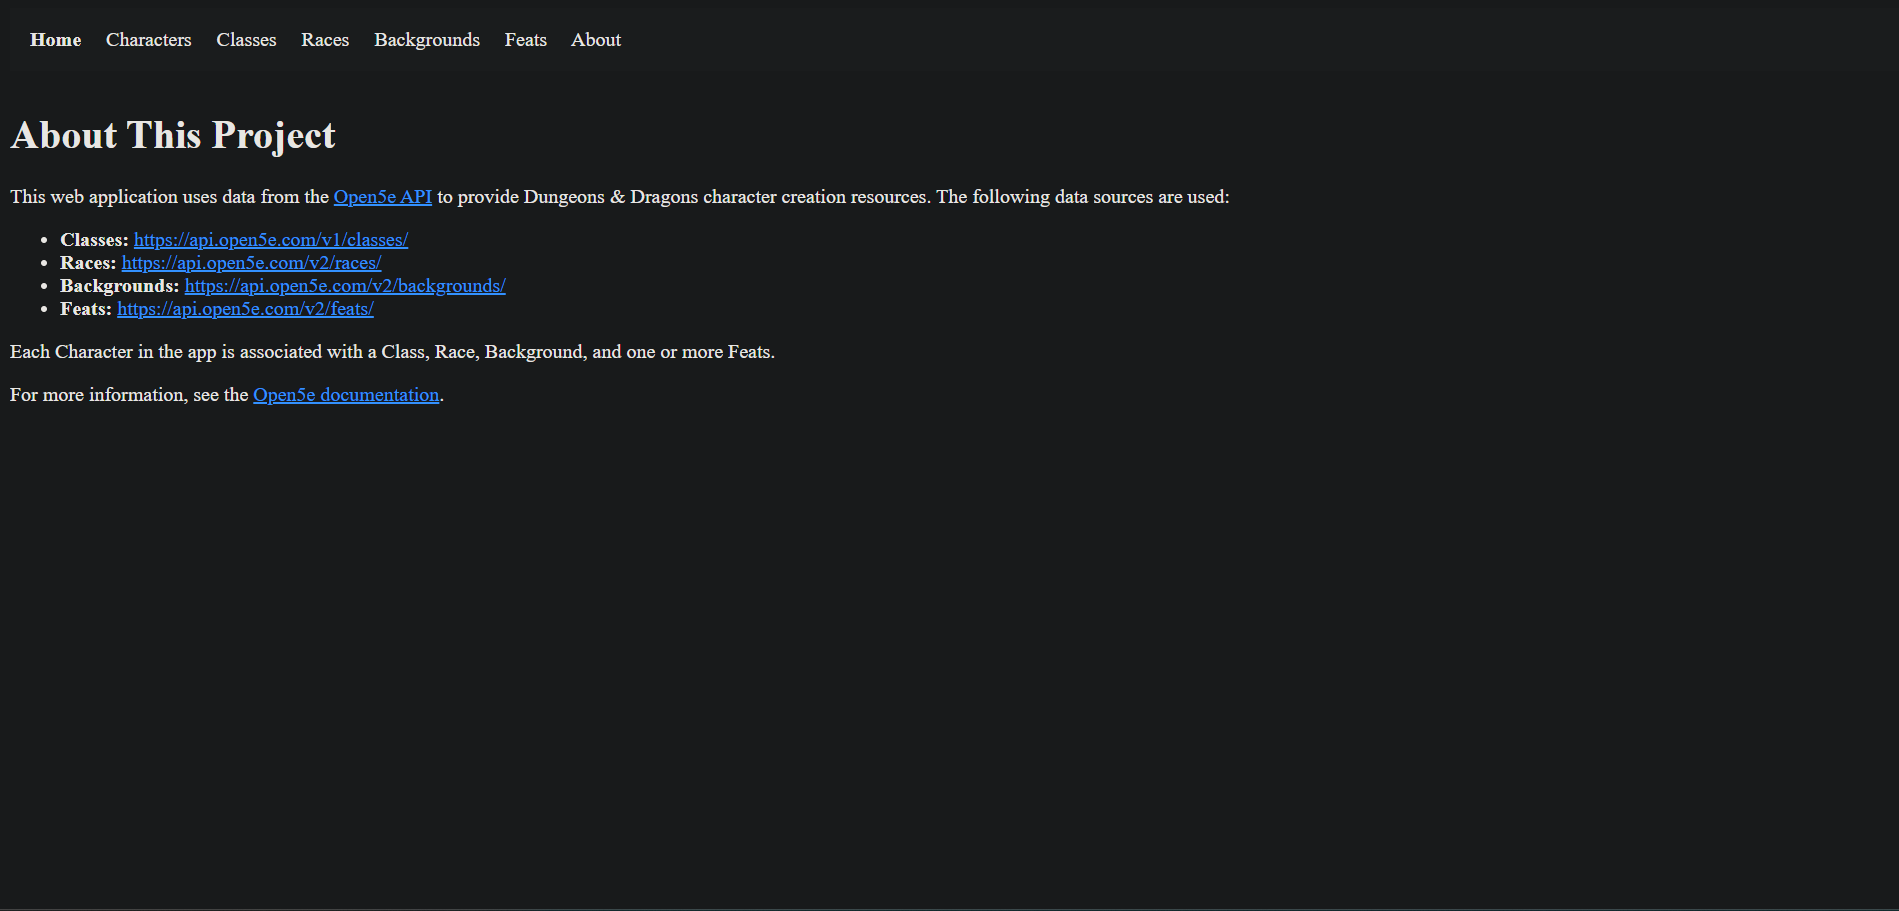 Home Characters Classes Races Backgrounds Feats About
About This Project
This web application uses data from the Open5e API to provide Dungeons & Dragons character creation resources. The following data sources are used:
• Classes: https://api.open5e.com/v1/classes/
• Races: https://api.open5e.com/v2/races/
• Backgrounds: https://api.open5e.com/v2/backgrounds/
• Feats: https://api.open5e.com/v2/feats/
Each Character in the app is associated with a Class, Race, Background, and one or more Feats.
For more information, see the Open5e documentation.